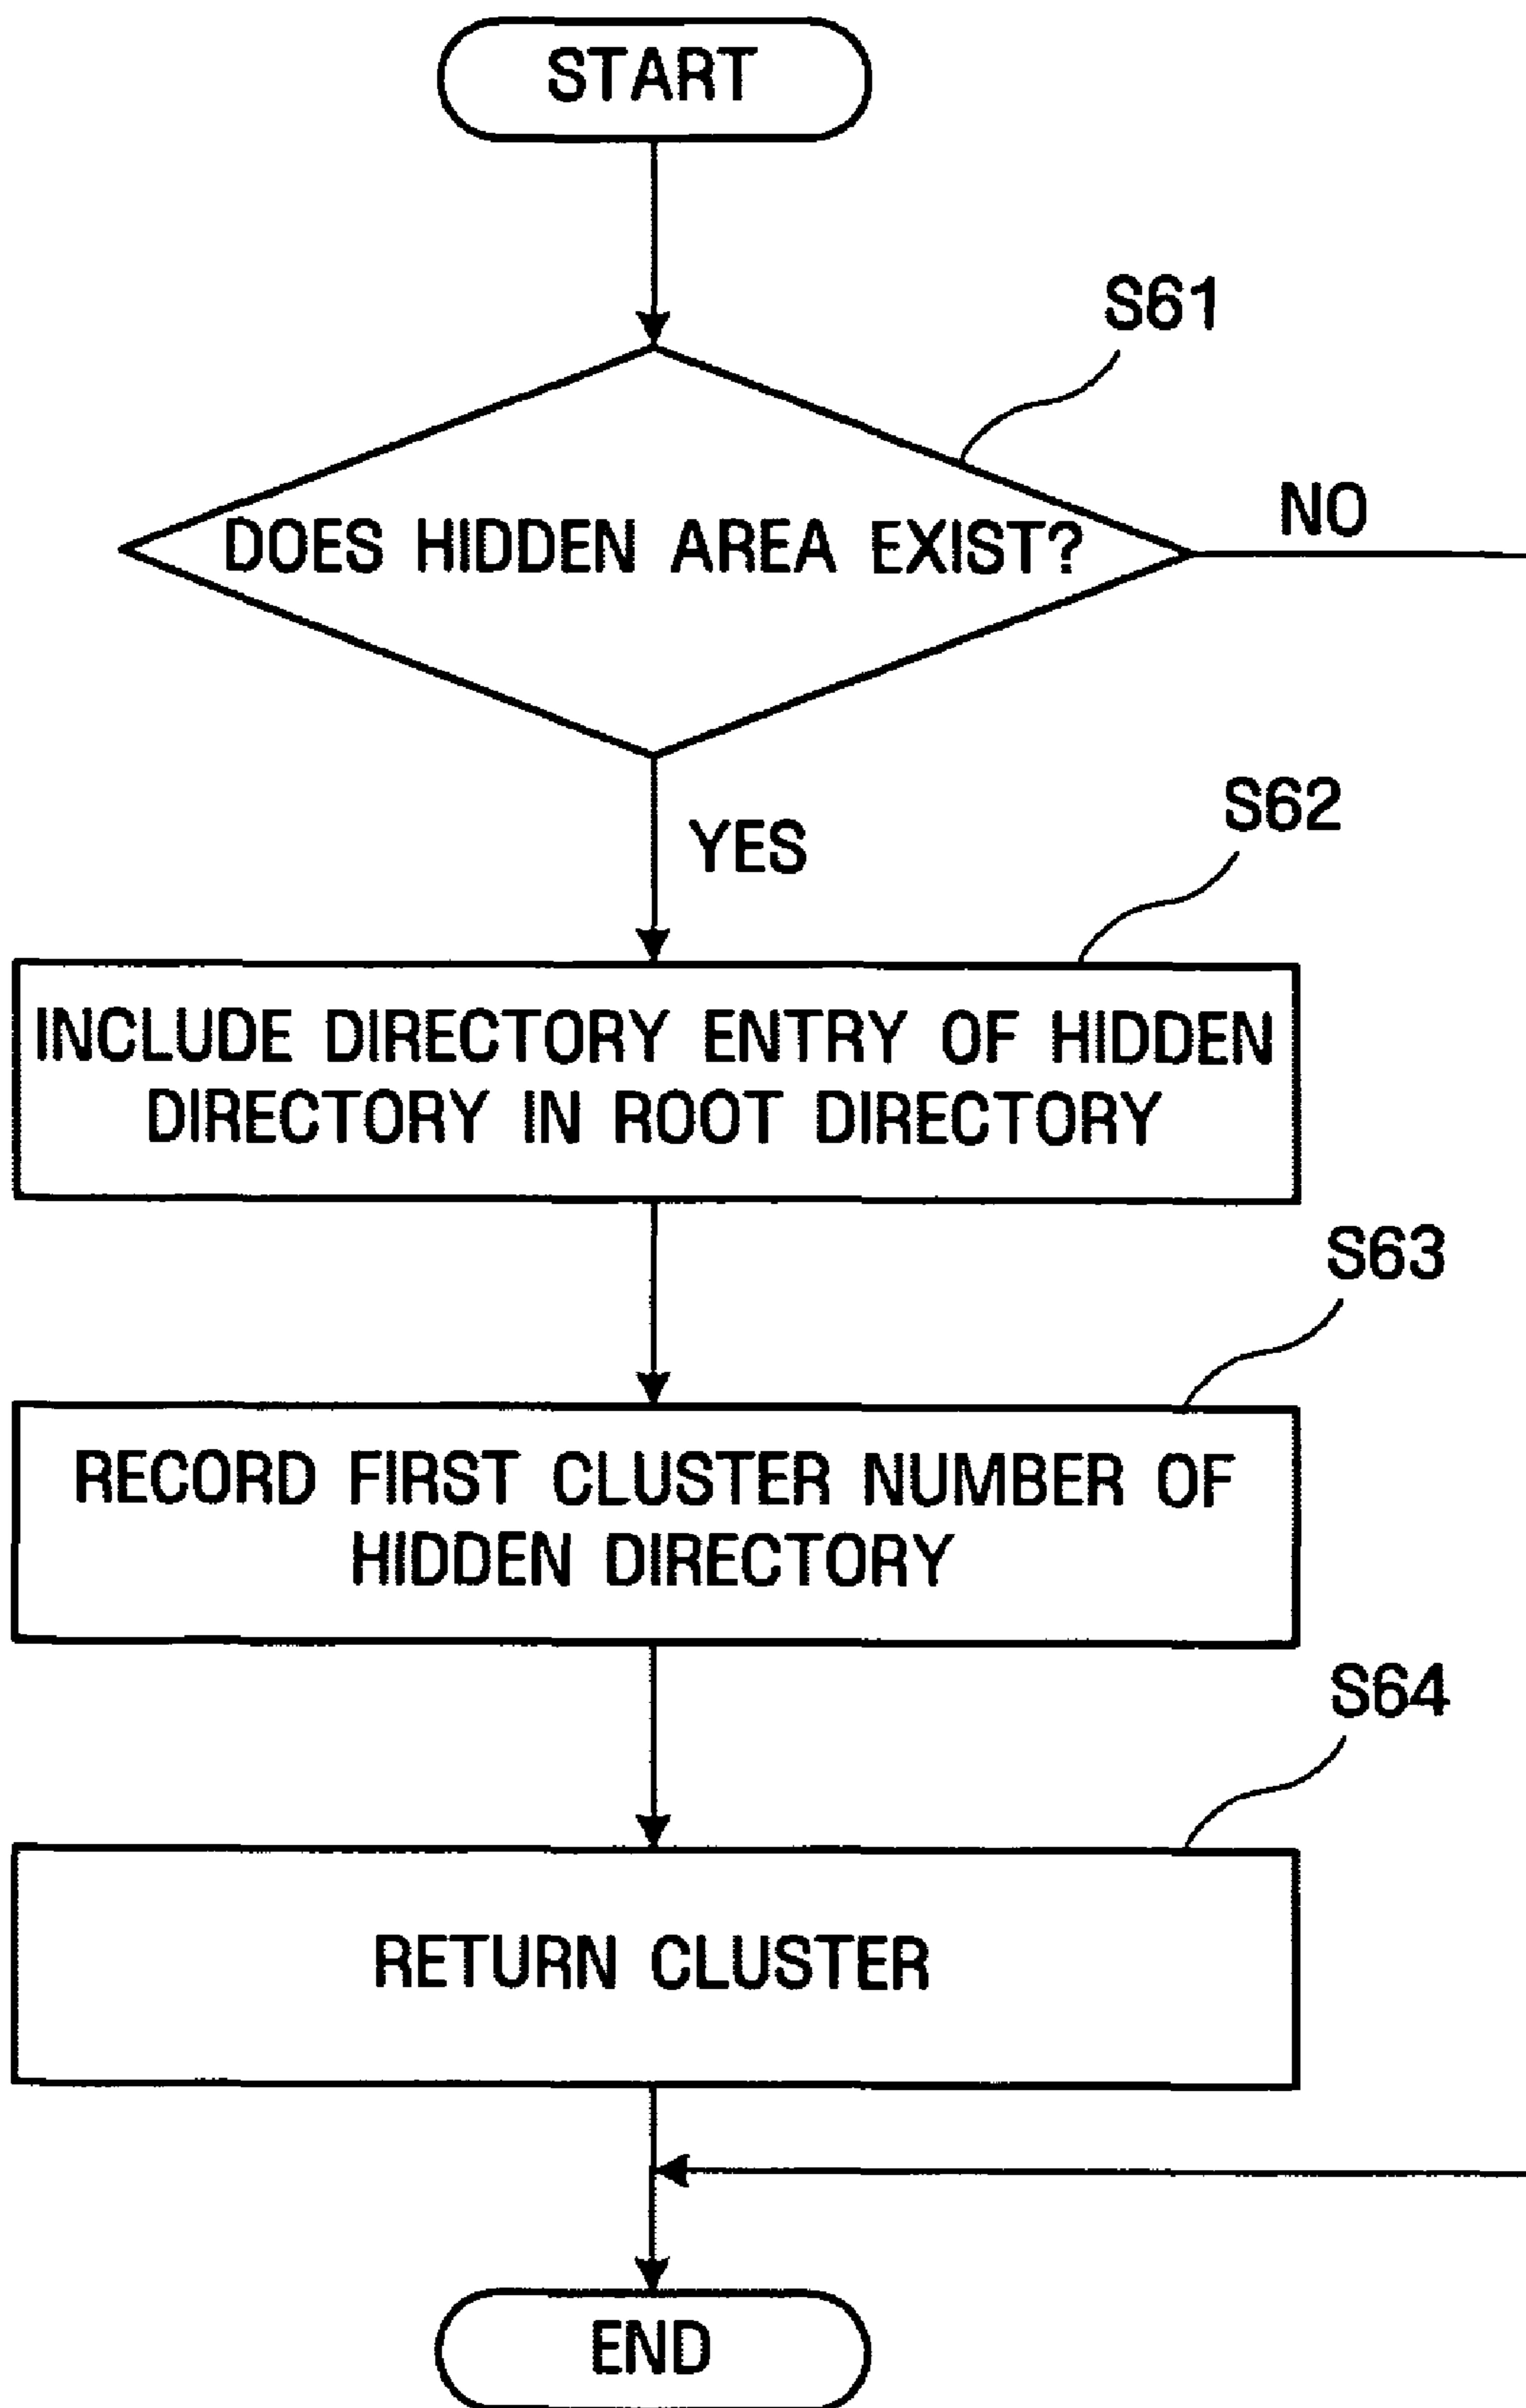 START
S61
DOES HIDDEN AREA EXIST?
NO
YES
S62
INCLUDE DIRECTORY ENTRY OF HIDDEN
DIRECTORY IN ROOT DIRECTORY
S63
RECORD FIRST CLUSTER NUMBER OF
HIDDEN DIRECTORY
S64
RETURN CLUSTER
END